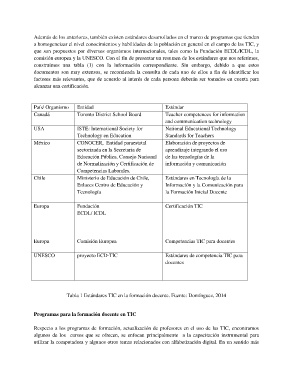 Además de los anteriores, también existen estándares desarrollados en el marco de programas que tienden
a homogeneizar el nivel conocimientos y habilidades de la población en general en el campo de las TIC, y
que son propuestos por diversos organismos internacionales, tales como la Fundación ECDL/ICDL, la
comisión europea y la UNESCO. Con el fin de presentar un resumen de los estándares que nos referimos,
construimos una tabla (1) con la información correspondiente. Sin embargo, debido a que estos
documentos son muy extensos, se recomienda la consulta de cada uno de ellos a fin de identificar los
factores más relevantes, que de acuerdo al interés de cada persona deberán ser tomados en cuenta para
alcanzar una certificación.
País/ Organismo Entidad Estándar
Canadá Toronto District School Board Teacher competences for information
and communication technology
USA ISTE: International Society for National Educational Technology
Technology on Education Standards for Teachers
México CONOCER, Entidad paraestatal Elaboración de proyectos de
sectorizada en la Secretaria de aprendizaje integrando el uso
Educación Pública. Consejo Nacional de las tecnologías de la
de Normalización y Certificación de información y comunicación
Competencias Laborales.
Chile Ministerio de Educación de Chile, Estándares en Tecnología de la
Enlaces Centro de Educación y Información y la Comunicación para
Tecnología la Formación Inicial Docente
Europa Fundación Certificación TIC
ECDL/ ICDL
Europa Comisión Europea Competencias TIC para docentes
UNESCO proyecto ECD-TIC Estándares de competencia TIC para
docentes
Tabla 1 Estándares TIC en la formación docente. Fuente: Domínguez, 2014
Programas para la formación docente en TIC
Respecto a los programas de formación, actualización de profesores en el uso de las TIC, encontramos
algunos de los cursos que se ofrecen, se enfocan principalmente a la capacitación instrumental para
utilizar la computadora y algunos otros temas relacionados con alfabetización digital. En un sentido más